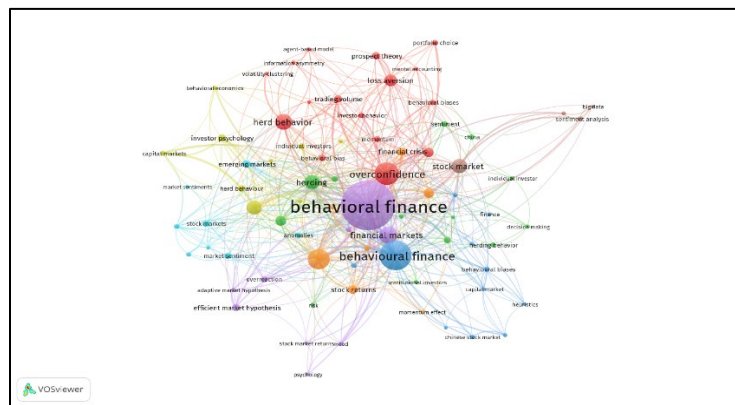 agent-based model
portfolio choice
prospect theory
information asymmetry
mental accounting
volatility clustering
loss aversion
behavioral economics
trading volume
behavioral biases
bigdata
investor behavior
sentiment analysis
herd behavior
sentiment
momentum
china
investor psychology
individual investors
financial crisis
capital markets
behavioral bias
stock market
emerging markets
overconfidence
individual investor
market sentiments
herding
herd behaviour
behavioral finance
finance
stock markets
decision making
anomalies
financial markets
herding behavior
market sentiment
behavioural finance
behavioural biases
overreaction
institutional investors
adaptive market hypothesis
stock returns
capital market
efficient market hypothesis
risk
heuristics
momentum effect
chinese stock market
stock market returns
mood
psychology
VOSviewer